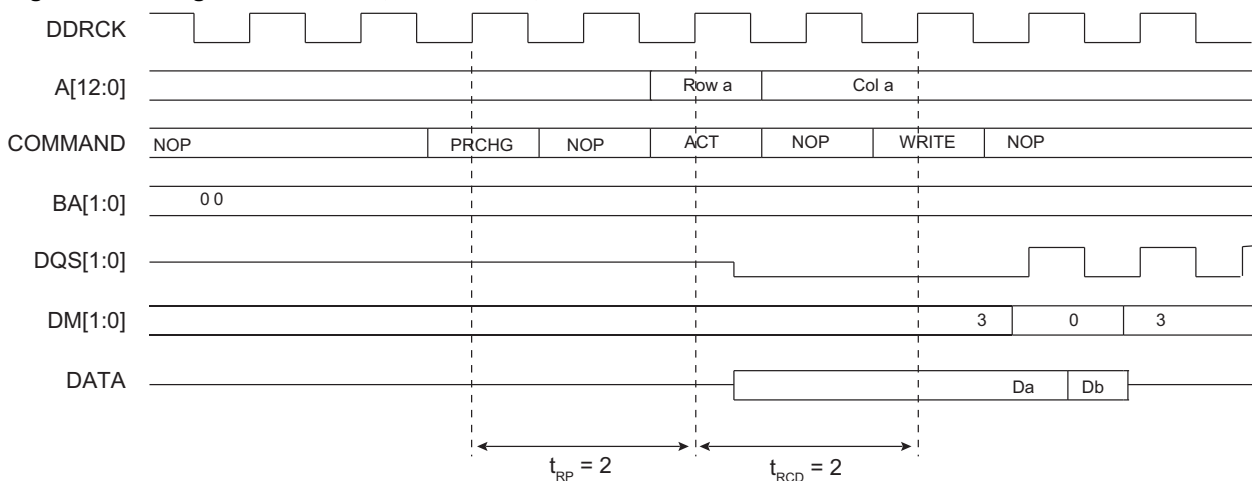 DDRCK
A[12:0] Row a Col a
COMMAND NOP PRCHG NOP ACT NOP WRITE NOP
BA[1:0] 0 0
DQS[1:0]
DM[1:0] 3 0 3
DATA Da Db
tRP = 2 tRCD = 2